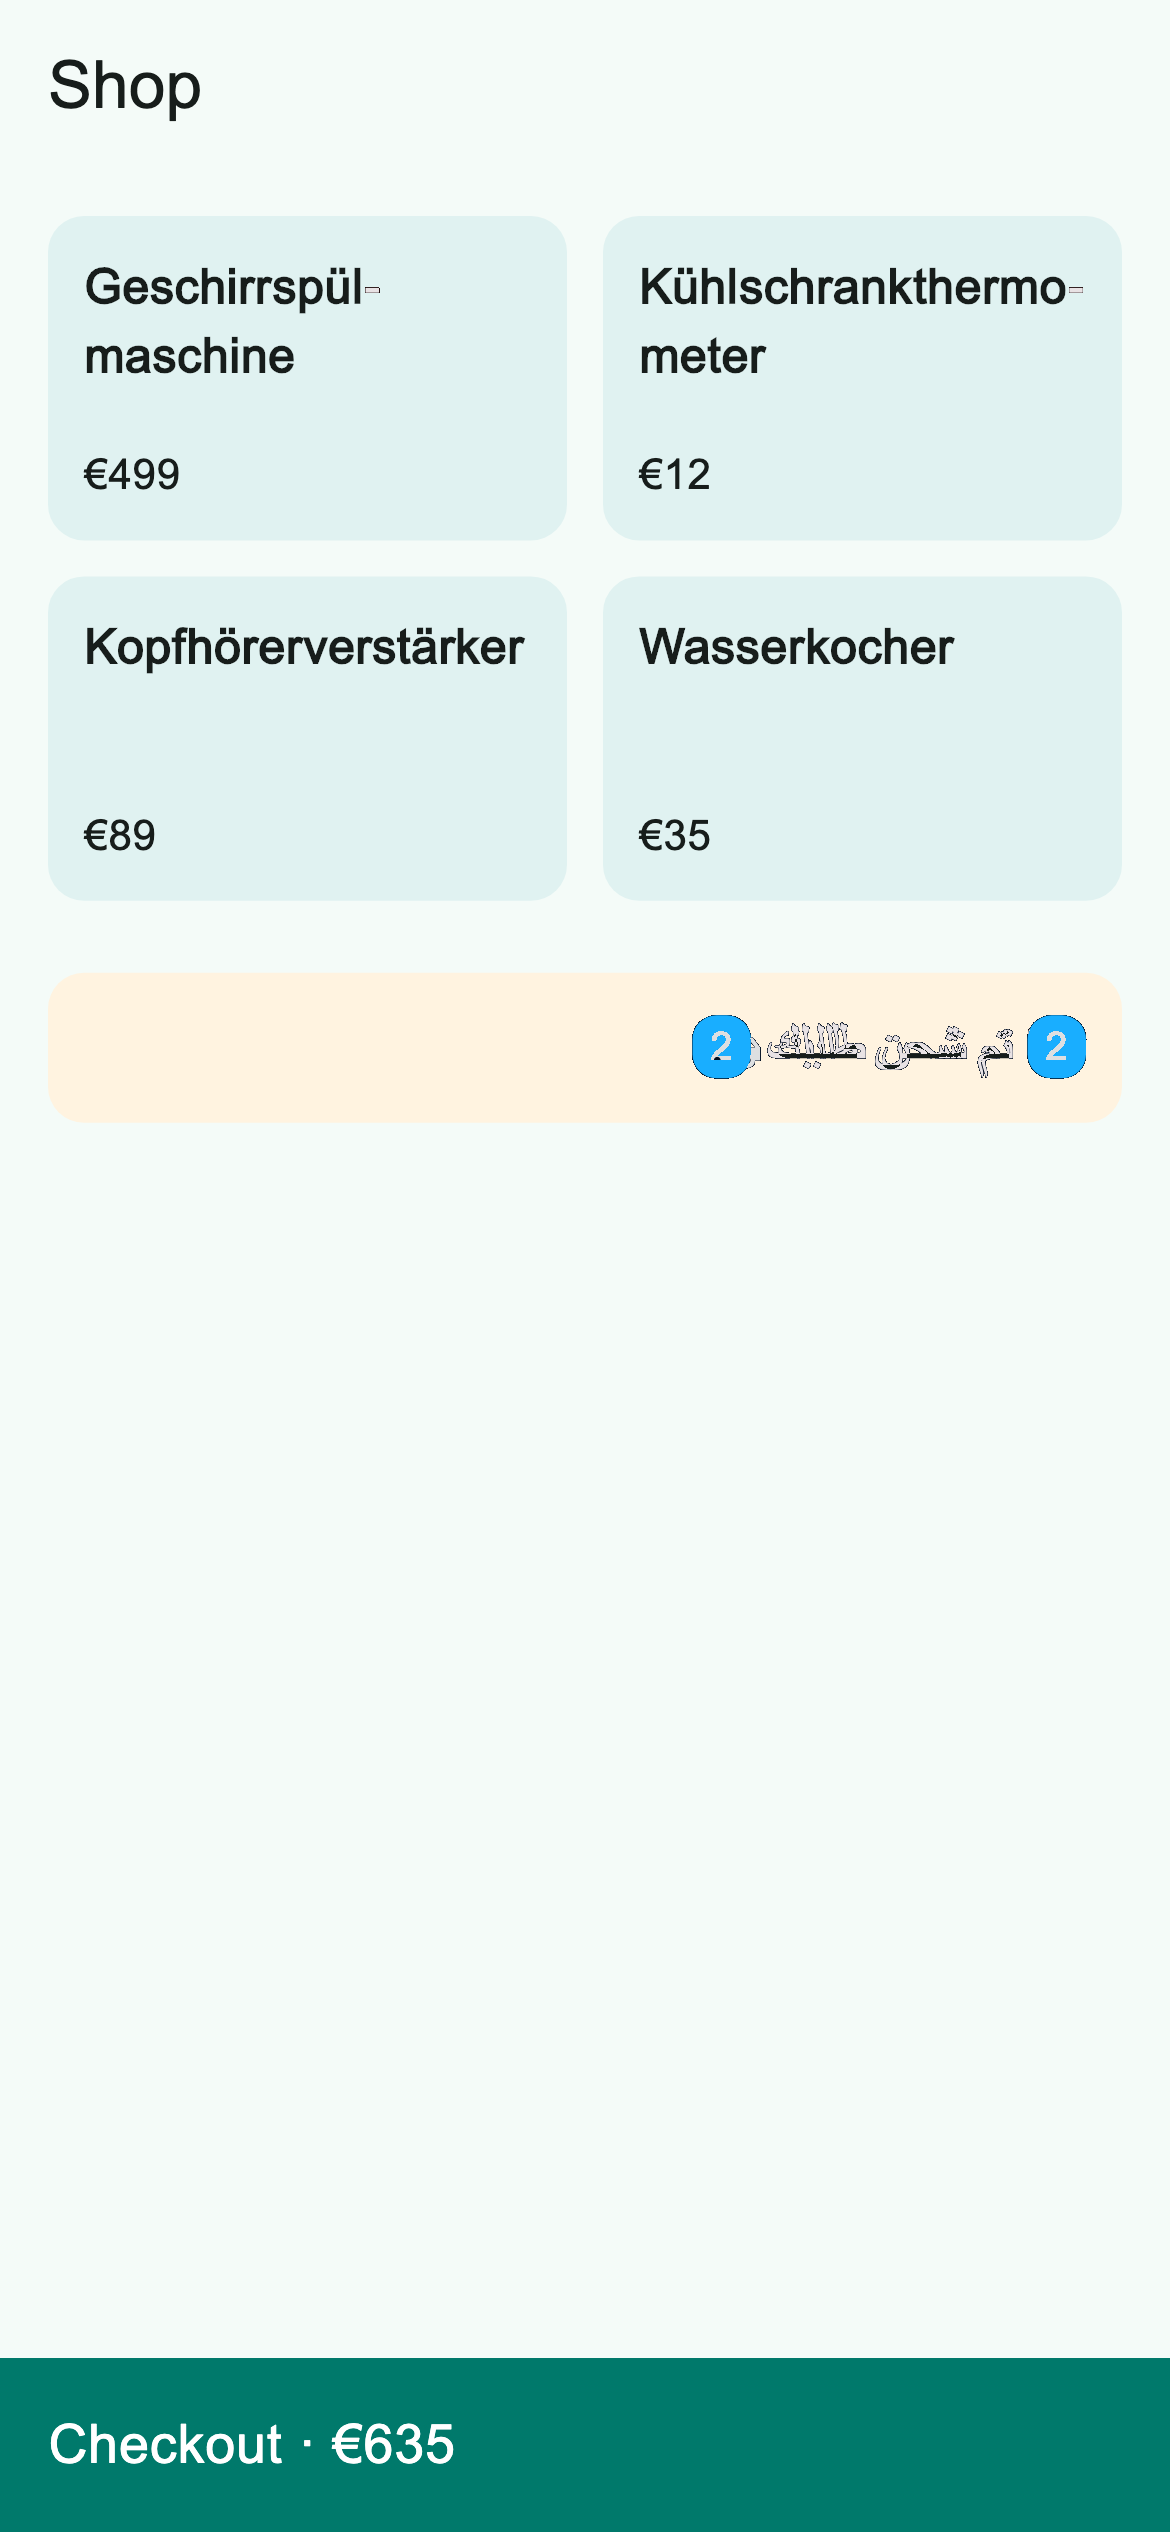 Shop
Geschirrspül-
maschine
€499
Kühlschrankthermo-
meter
€12
Kopfhörerverstärker
€89
Wasserkocher
€35
2 تم شحن طلبك 2
Checkout · €635